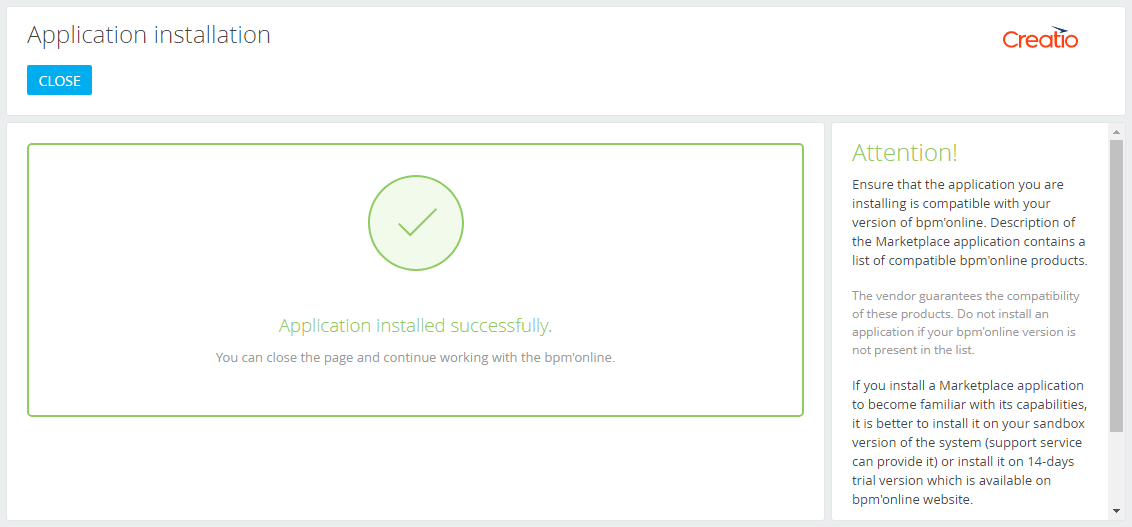 Application installation
Creatio
CLOSE
Application installed successfully.
You can close the page and continue working with the bpm'online.
Attention!
Ensure that the application you are
installing is compatible with your
version of bpm'online. Description of
the Marketplace application contains a
list of compatible bpm'online products.
The vendor guarantees the compatibility
of these products. Do not install an
application if your bpm'online version is
not present in the list.
If you install a Marketplace application
to become familiar with its capabilities,
it is better to install it on your sandbox
version of the system (support service
can provide it) or install it on 14-days
trial version which is available on
bpm'online website.